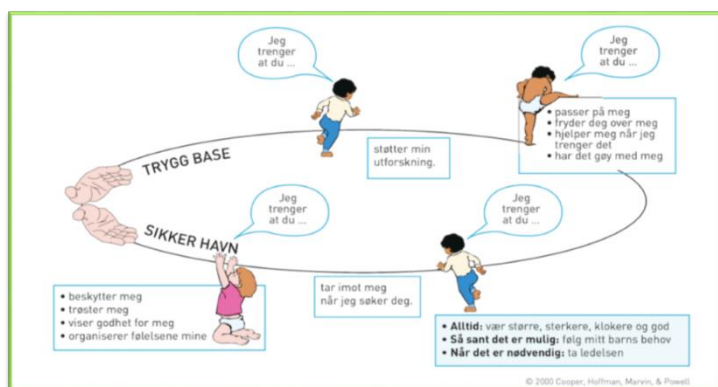 Jeg
trenger
at du ...
Jeg
trenger
at du ...
• passer på meg
• fryder deg over meg
• hjelper meg når jeg
trenger det
• har det gøy med meg
støtter min
utforskning.
TRYGG BASE
Jeg
trenger
at du ...
Jeg
trenger
at du ...
SIKKER HAVN
• beskytter meg
• trøster meg
• viser godhet for meg
• organiserer følelsene mine
tar imot meg
når jeg søker deg.
• Alltid: vær større, sterkere, klokere og god
• Så sant det er mulig: følg mitt barns behov
• Når det er nødvendig: ta ledelsen
© 2000 Cooper, Hoffman, Marvin, & Powell